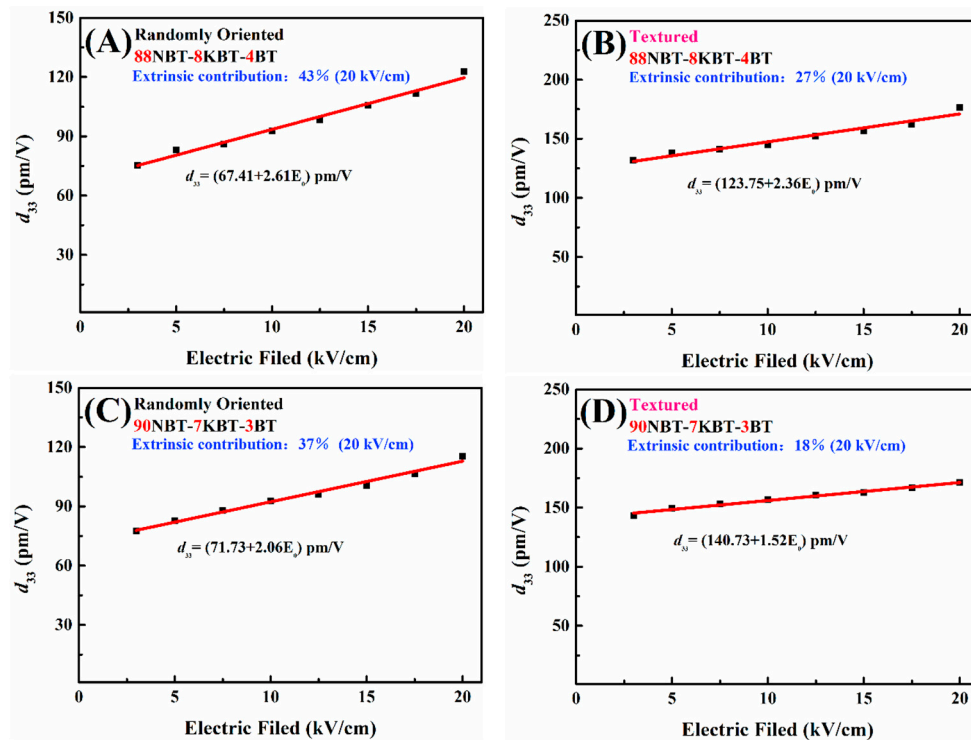 (A)
Randomly Oriented
88NBT-8KBT-4BT
Extrinsic contribution: 43% (20 kV/cm)
d33= (67.41+2.61E0) pm/V
150
120
90
60
30
d33 (pm/V)
0 5 10 15 20
Electric Filed (kV/cm)
(B)
Textured
88NBT-8KBT-4BT
Extrinsic contribution: 27% (20 kV/cm)
d33= (123.75+2.36E0) pm/V
250
200
150
100
50
d33 (pm/V)
0 5 10 15 20
Electric Filed (kV/cm)
(C)
Randomly Oriented
90NBT-7KBT-3BT
Extrinsic contribution: 37% (20 kV/cm)
d33= (71.73+2.06E0) pm/V
150
120
90
60
30
d33 (pm/V)
0 5 10 15 20
Electric Filed (kV/cm)
(D)
Textured
90NBT-7KBT-3BT
Extrinsic contribution: 18% (20 kV/cm)
d33= (140.73+1.52E0) pm/V
250
200
150
100
50
d33 (pm/V)
0 5 10 15 20
Electric Filed (kV/cm)